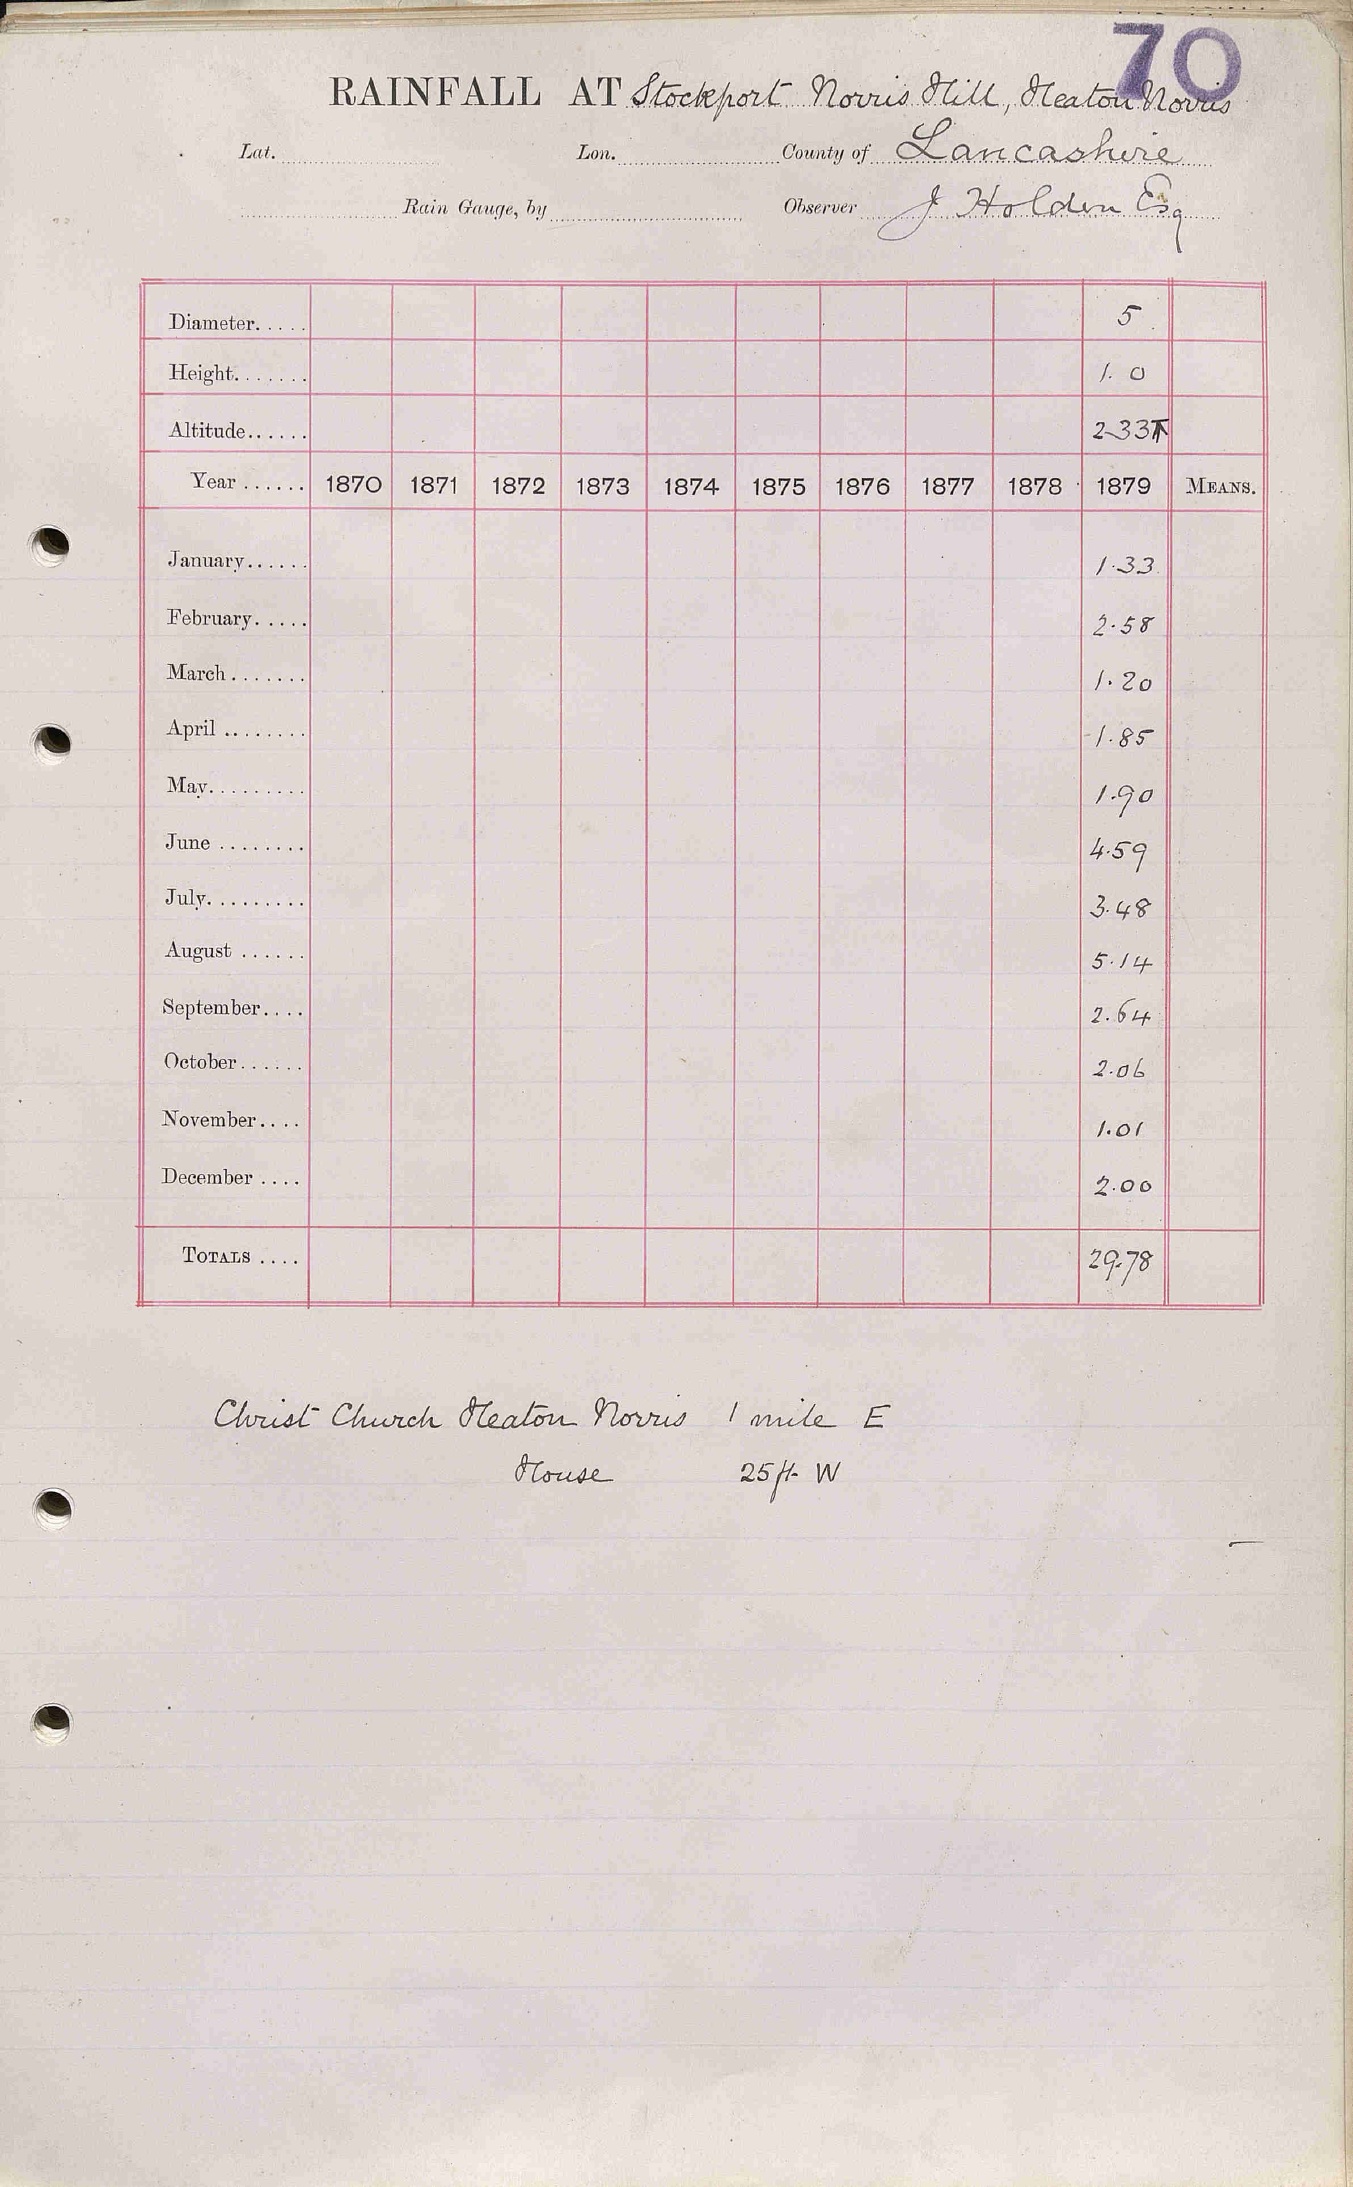 70
RAINFALL AT Stockport Norris Hill, Heaton Norris
Lat. Lon. County of Lancashire
Rain Gauge, by Observer J Holden Esq
Diameter..... 5
Height....... 1.0
Altitude...... 233T
Year ...... 1870 1871 1872 1873 1874 1875 1876 1877 1878 1879 MEANS.
January...... 1.33
February..... 2.58
March....... 1.20
April ........ 1.85
May......... 1.90
June ........ 4.59
July......... 3.48
August ...... 5.14
September.... 2.64
October...... 2.06
November.... 1.01
December .... 2.00
TOTALS .... 29.78
Christ Church Heaton Norris 1 mile E
House 25 ft W